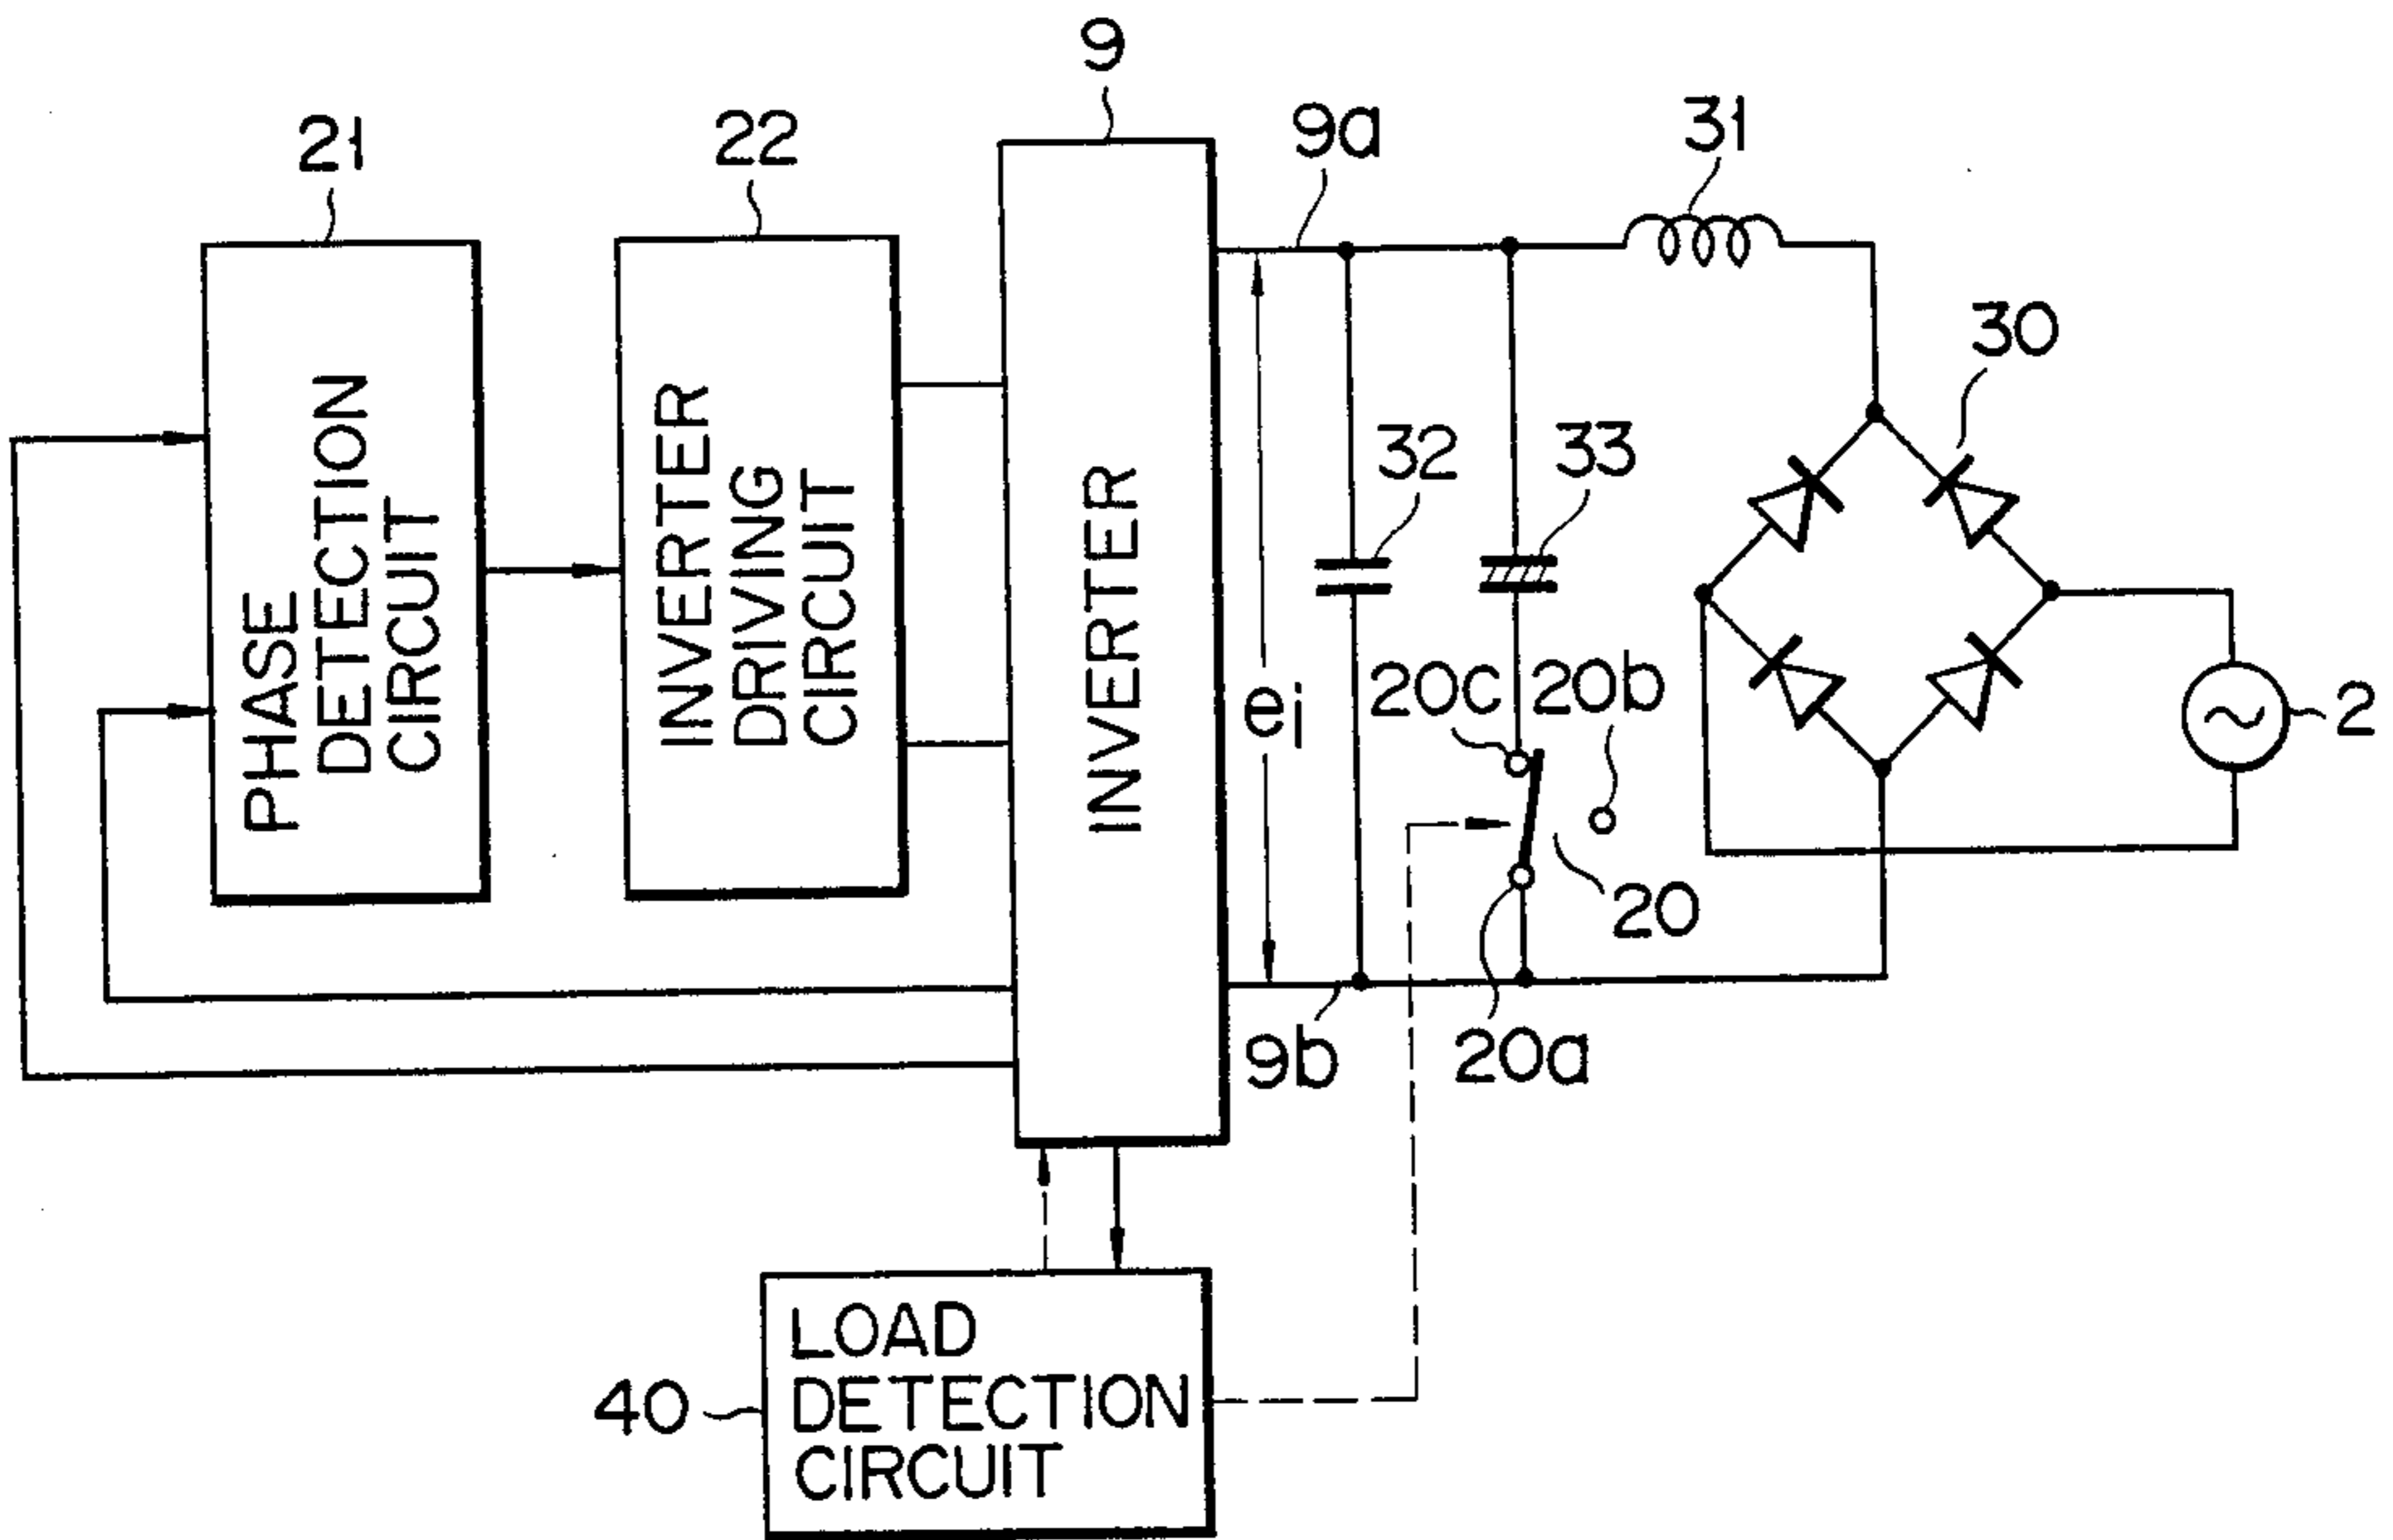 9
21
22
9a
31
30
PHASE
DETECTION
CIRCUIT
INVERTER
DRIVING
CIRCUIT
INVERTER
32
33
ei
20c
20b
2
20
9b
20a
40
LOAD
DETECTION
CIRCUIT